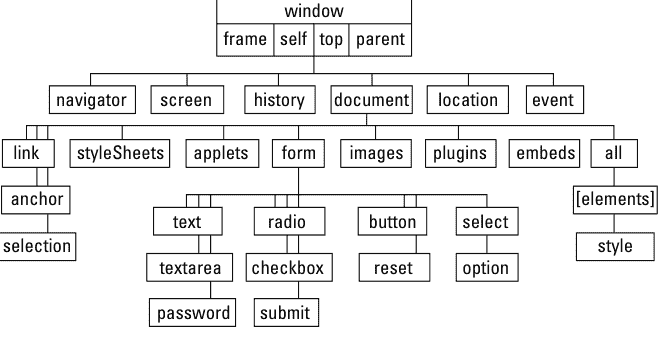 window
frame self top parent
navigator screen history document location event
link styleSheets applets form images plugins embeds all
anchor [elements]
text radio button select
selection style
textarea checkbox reset option
password submit